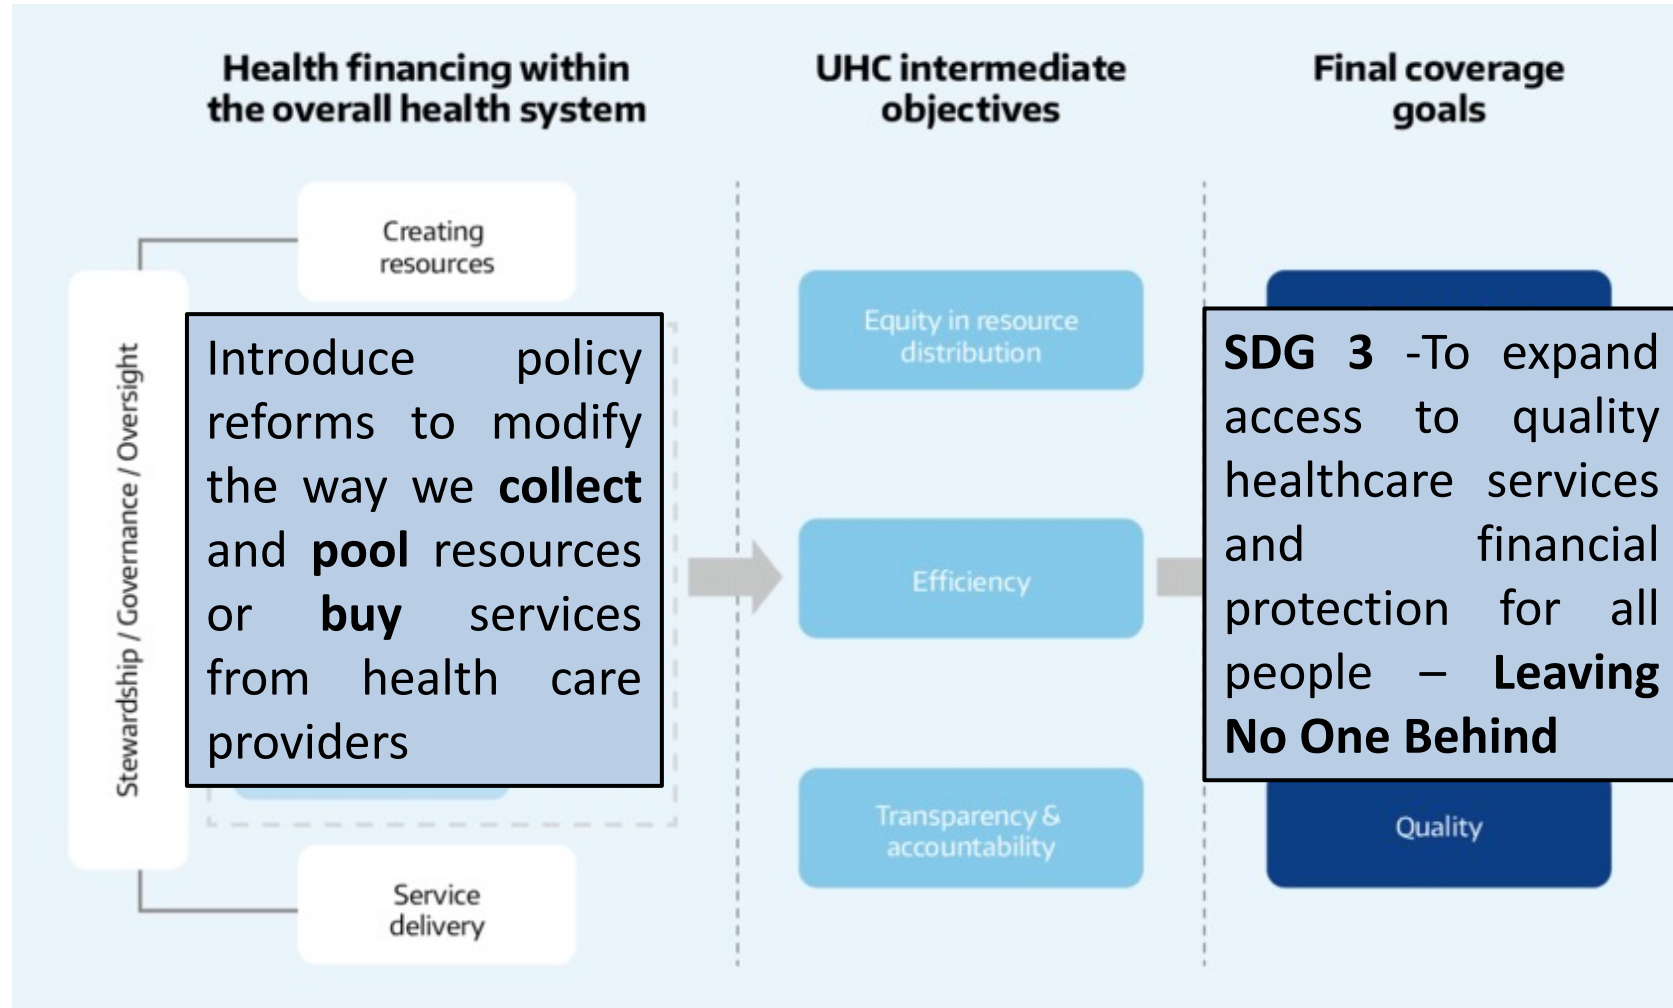 Health financing within
the overall health system
UHC intermediate
objectives
Final coverage
goals
Creating
resources
Stewardship / Governance / Oversight
Introduce policy
reforms to modify
the way we collect
and pool resources
or buy services
from health care
providers
Service
delivery
Equity in resource
distribution
Efficiency
Transparency &
accountability
SDG 3 -To expand
access to quality
healthcare services
and financial
protection for all
people – Leaving
No One Behind
Quality